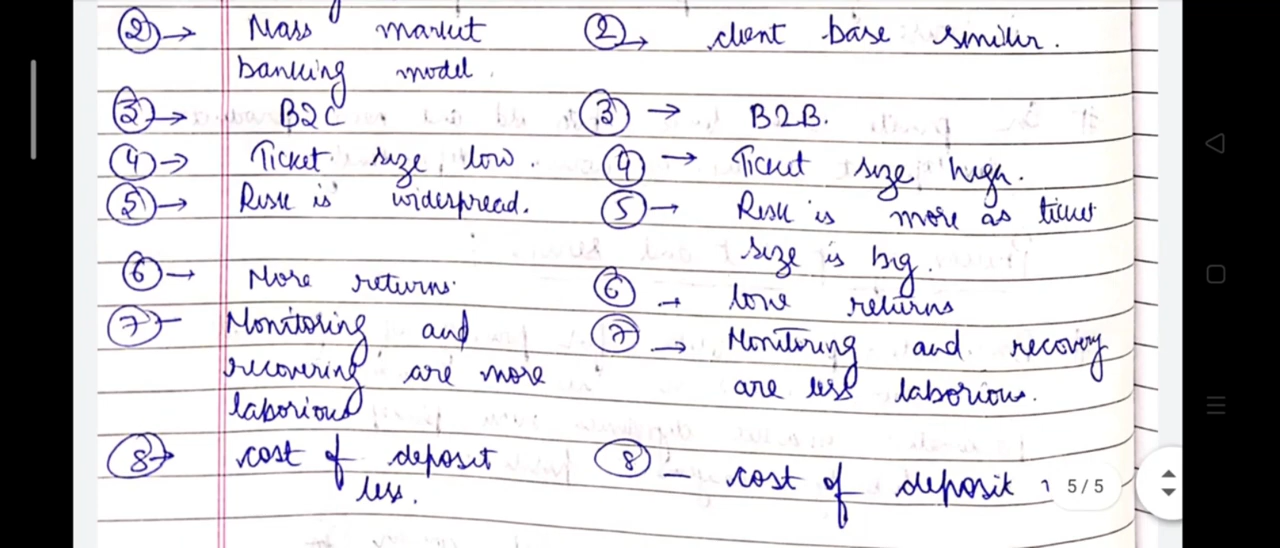 ② → Mass market ② → client base similir.
banking model.
③ → B2C ③ → B2B.
④ → Ticket size low. ④ → Ticket size high.
⑤ → Risk is widespread. ⑤ → Risk is more as ticket
size is big.
⑥ → More returns. ⑥ → lone returns
⑦ → Monitoring and ⑦ → Monitoring and recovery
recovering are more are less laborious.
laborious
⑧ → cost of deposit ⑧ — cost of deposit
less.
5/5